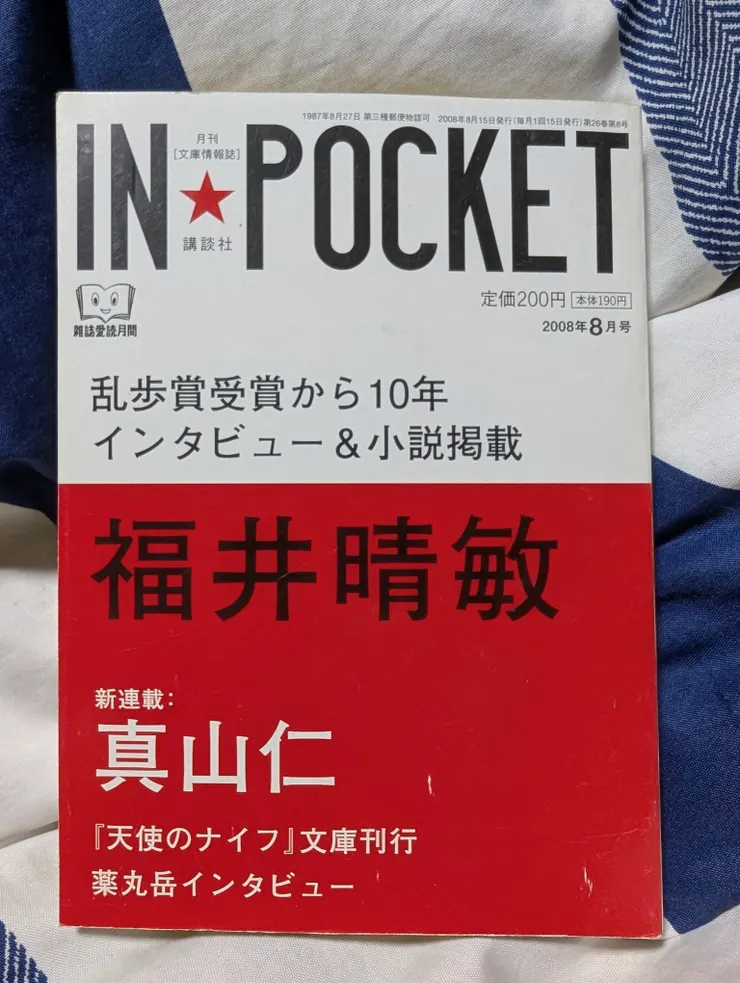 1987年8月27日 第三種郵便物認可 2008年8月15日発行(毎月1回15日発行)第26巻第8号
IN★POCKET
月刊
[文庫情報誌]
講談社
雑誌愛読月間
定価200円 本体190円
2008年8月号
乱歩賞受賞から10年
インタビュー&小説掲載
福井晴敏
新連載:
真山仁
『天使のナイフ』文庫刊行
薬丸岳インタビュー